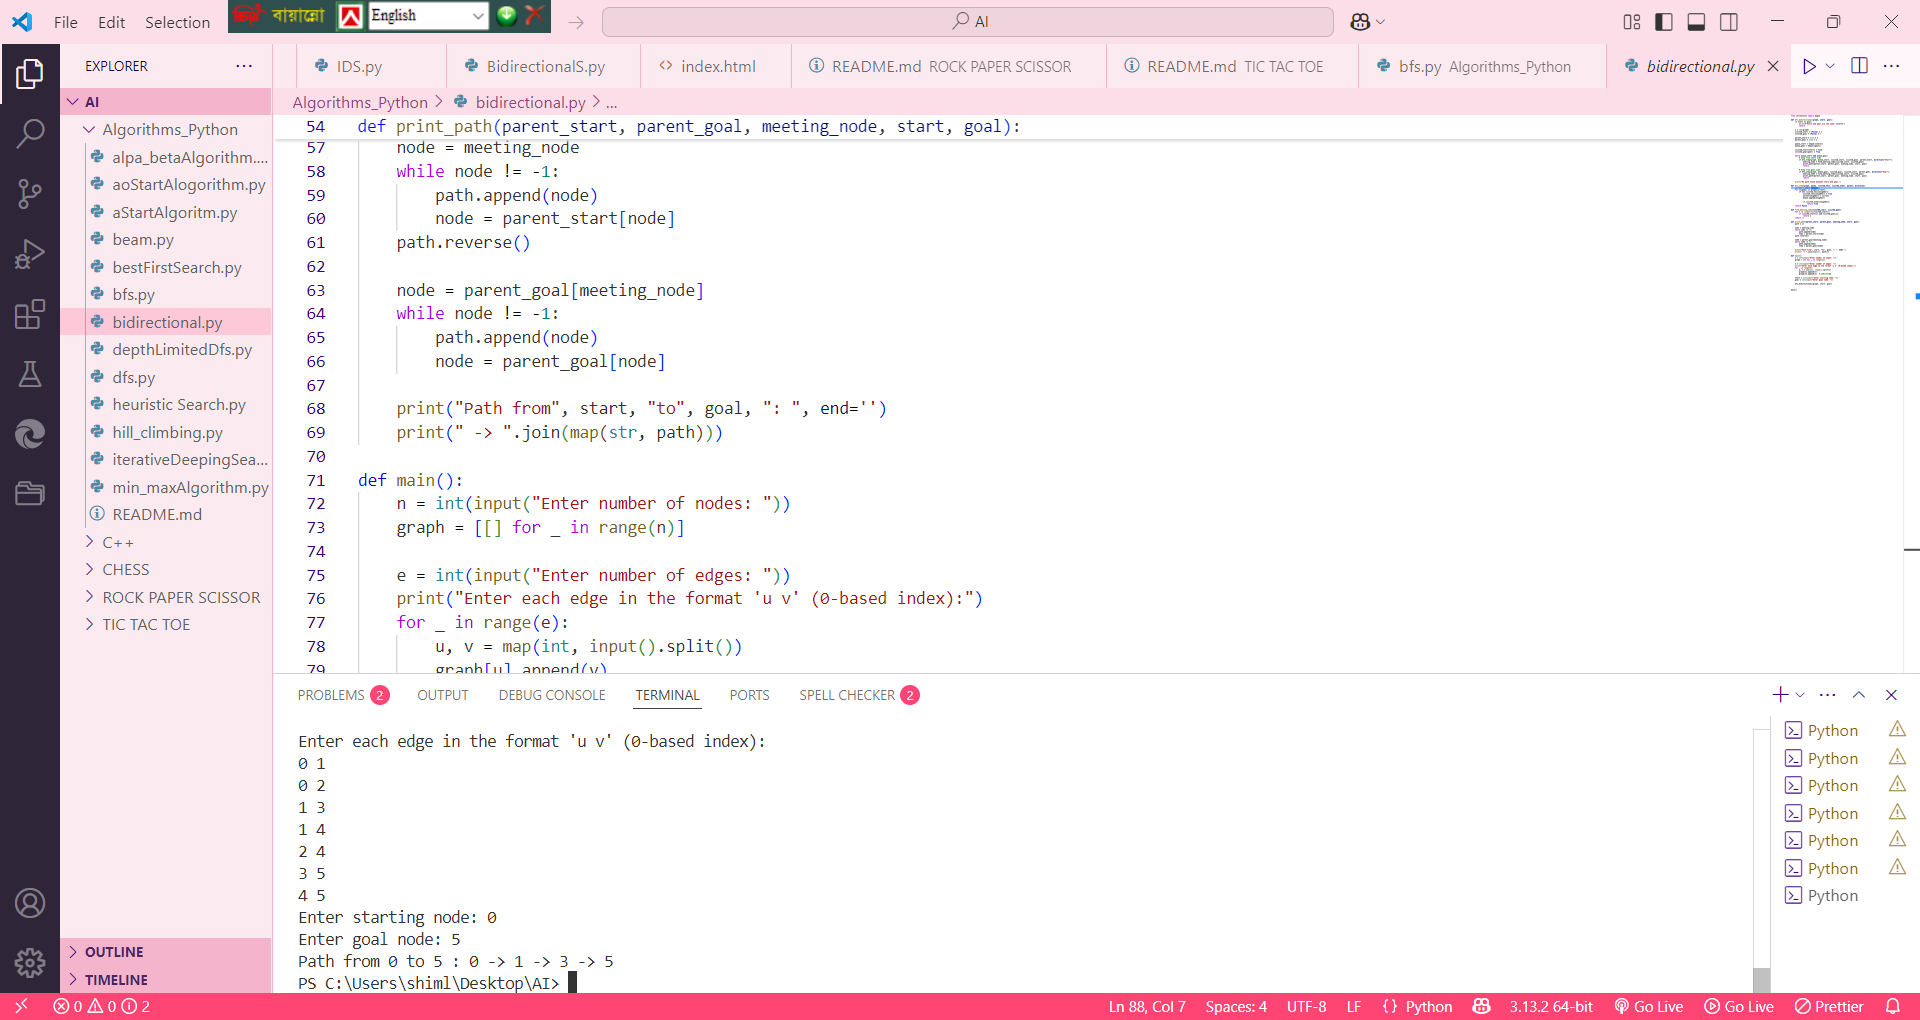 File Edit Selection
বায়ান্নো English
AI
EXPLORER
IDS.py BidirectionalS.py index.html README.md ROCK PAPER SCISSOR README.md TIC TAC TOE bfs.py Algorithms_Python bidirectional.py
AI
Algorithms_Python
alpa_betaAlgorithm....
aoStartAlogorithm.py
aStartAlgoritm.py
beam.py
bestFirstSearch.py
bfs.py
bidirectional.py
depthLimitedDfs.py
dfs.py
heuristic Search.py
hill_climbing.py
iterativeDeepingSea...
min_maxAlgorithm.py
README.md
C++
CHESS
ROCK PAPER SCISSOR
TIC TAC TOE
OUTLINE
TIMELINE
Algorithms_Python > bidirectional.py > ...
54 def print_path(parent_start, parent_goal, meeting_node, start, goal):
57 node = meeting_node
58 while node != -1:
59 path.append(node)
60 node = parent_start[node]
61 path.reverse()
62
63 node = parent_goal[meeting_node]
64 while node != -1:
65 path.append(node)
66 node = parent_goal[node]
67
68 print("Path from", start, "to", goal, ": ", end='')
69 print(" -> ".join(map(str, path)))
70
71 def main():
72 n = int(input("Enter number of nodes: "))
73 graph = [[] for _ in range(n)]
74
75 e = int(input("Enter number of edges: "))
76 print("Enter each edge in the format 'u v' (0-based index):")
77 for _ in range(e):
78 u, v = map(int, input().split())
79 graph[u].append(v)
PROBLEMS 2 OUTPUT DEBUG CONSOLE TERMINAL PORTS SPELL CHECKER 2
Enter each edge in the format 'u v' (0-based index):
0 1
0 2
1 3
1 4
2 4
3 5
4 5
Enter starting node: 0
Enter goal node: 5
Path from 0 to 5 : 0 -> 1 -> 3 -> 5
PS C:\Users\shiml\Desktop\AI>
Python
Python
Python
Python
Python
Python
Python
0 0 2 Ln 88, Col 7 Spaces: 4 UTF-8 LF {} Python 3.13.2 64-bit Go Live Go Live Prettier